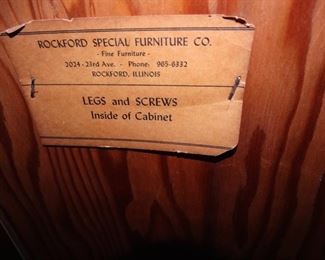 ROCKFORD SPECIAL FURNITURE CO.
- Fine Furniture -
2024 - 23rd Ave. - Phone: 965-6332
ROCKFORD, ILLINOIS
LEGS and SCREWS
Inside of Cabinet